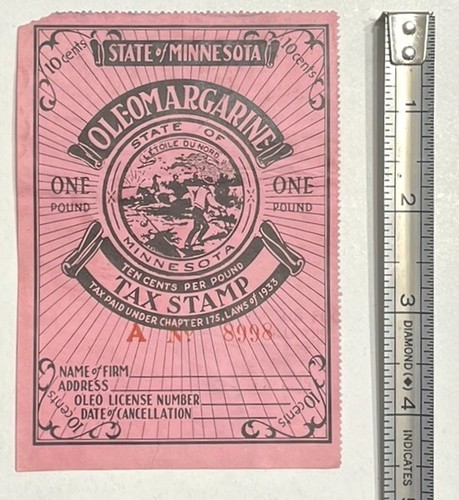 10 cents STATE of MINNESOTA 10 cents
OLEOMARGARINE
STATE OF
L'ETOILE DU NORD
ONE POUND
ONE POUND
MINNESOTA
TEN CENTS PER POUND
TAX STAMP
TAX PAID UNDER CHAPTER 175, LAWS of 1933
A No 8998
NAME of FIRM
ADDRESS
OLEO LICENSE NUMBER
DATE of CANCELLATION
10 cents 10 cents
1
2
3
DIAMOND
4
INDICATES